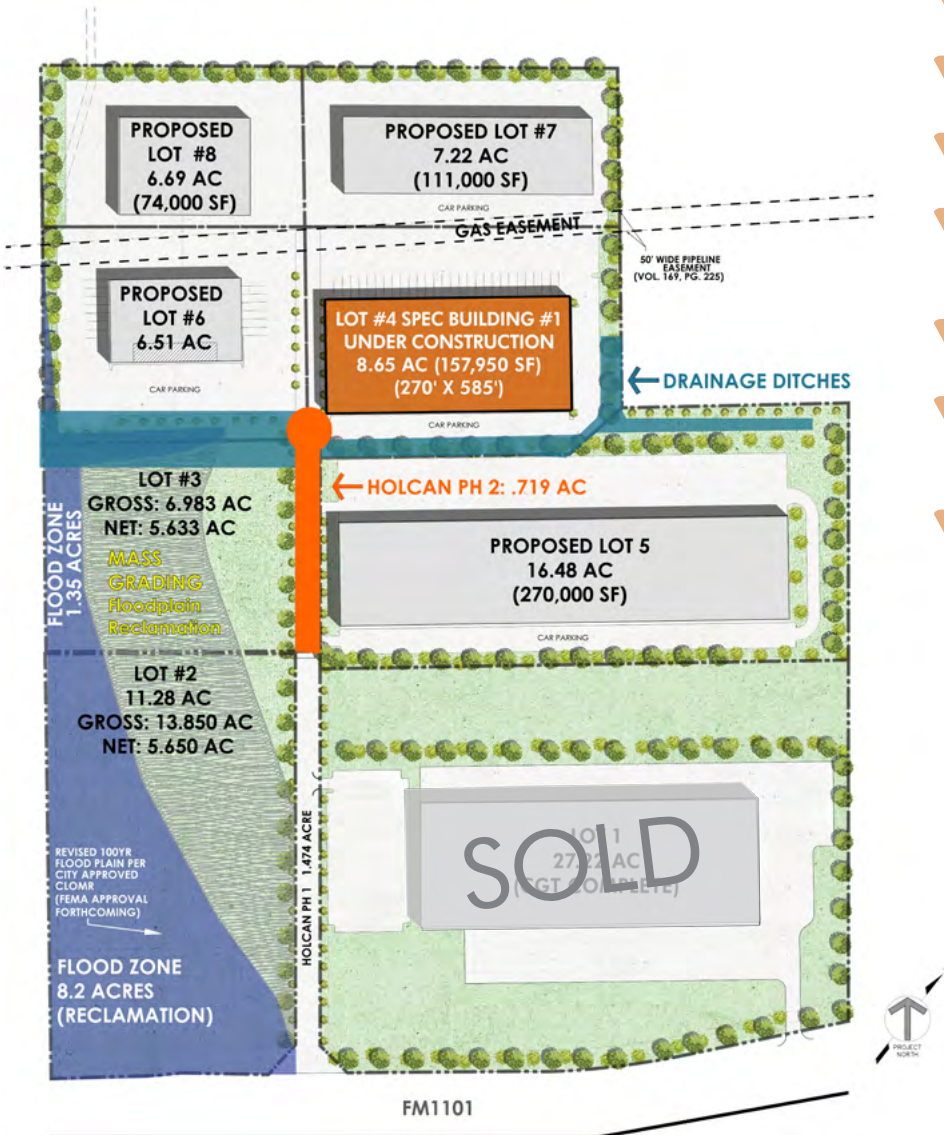 PROPOSED
LOT #8
6.69 AC
(74,000 SF)
PROPOSED LOT #7
7.22 AC
(111,000 SF)
CAR PARKING
GAS EASEMENT
50' WIDE PIPELINE
EASEMENT
(VOL. 169, PG. 225)
PROPOSED
LOT #6
6.51 AC
CAR PARKING
LOT #4 SPEC BUILDING #1
UNDER CONSTRUCTION
8.65 AC (157,950 SF)
(270' X 585')
CAR PARKING
DRAINAGE DITCHES
LOT #3
GROSS: 6.983 AC
NET: 5.633 AC
FLOOD ZONE
1.35 ACRES
MASS
GRADING
Floodplain
Reclamation
HOLCAN PH 2: .719 AC
PROPOSED LOT 5
16.48 AC
(270,000 SF)
CAR PARKING
LOT #2
11.28 AC
GROSS: 13.850 AC
NET: 5.650 AC
HOLCAN PH 1 1.474 ACRE
LOT 1
27.22 AC
(EGT COMPLETE)
SOLD
REVISED 100YR
FLOOD PLAIN PER
CITY APPROVED
CLOMR
(FEMA APPROVAL
FORTHCOMING)
FLOOD ZONE
8.2 ACRES
(RECLAMATION)
PROJECT
NORTH
FM1101